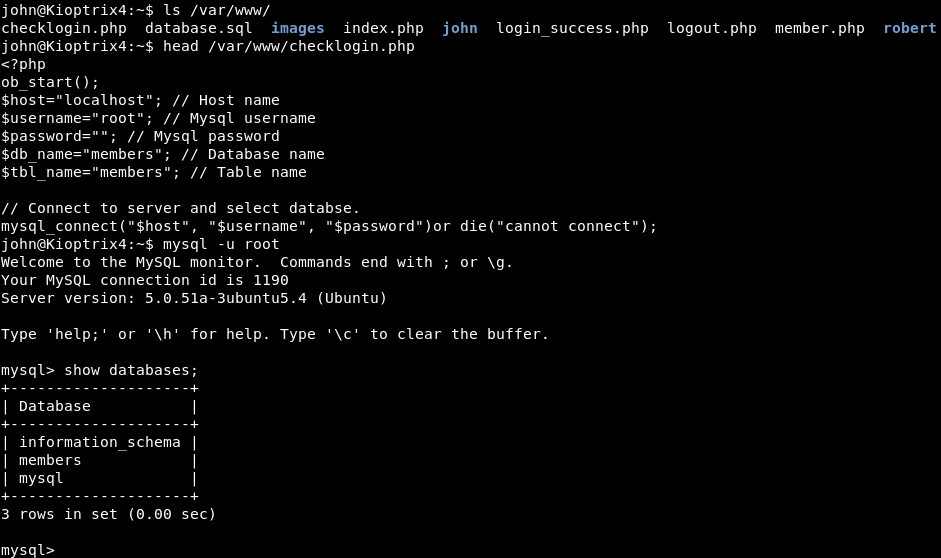 john@Kioptrix4:~$ ls /var/www/
checklogin.php  database.sql  images  index.php  john  login_success.php  logout.php  member.php  robert
john@Kioptrix4:~$ head /var/www/checklogin.php
<?php
ob_start();
$host="localhost"; // Host name
$username="root"; // Mysql username
$password=""; // Mysql password
$db_name="members"; // Database name
$tbl_name="members"; // Table name

// Connect to server and select databse.
mysql_connect("$host", "$username", "$password")or die("cannot connect");
john@Kioptrix4:~$ mysql -u root
Welcome to the MySQL monitor.  Commands end with ; or \g.
Your MySQL connection id is 1190
Server version: 5.0.51a-3ubuntu5.4 (Ubuntu)

Type 'help;' or '\h' for help. Type '\c' to clear the buffer.

mysql> show databases;
+--------------------+
| Database           |
+--------------------+
| information_schema |
| members            |
| mysql              |
+--------------------+
3 rows in set (0.00 sec)

mysql>